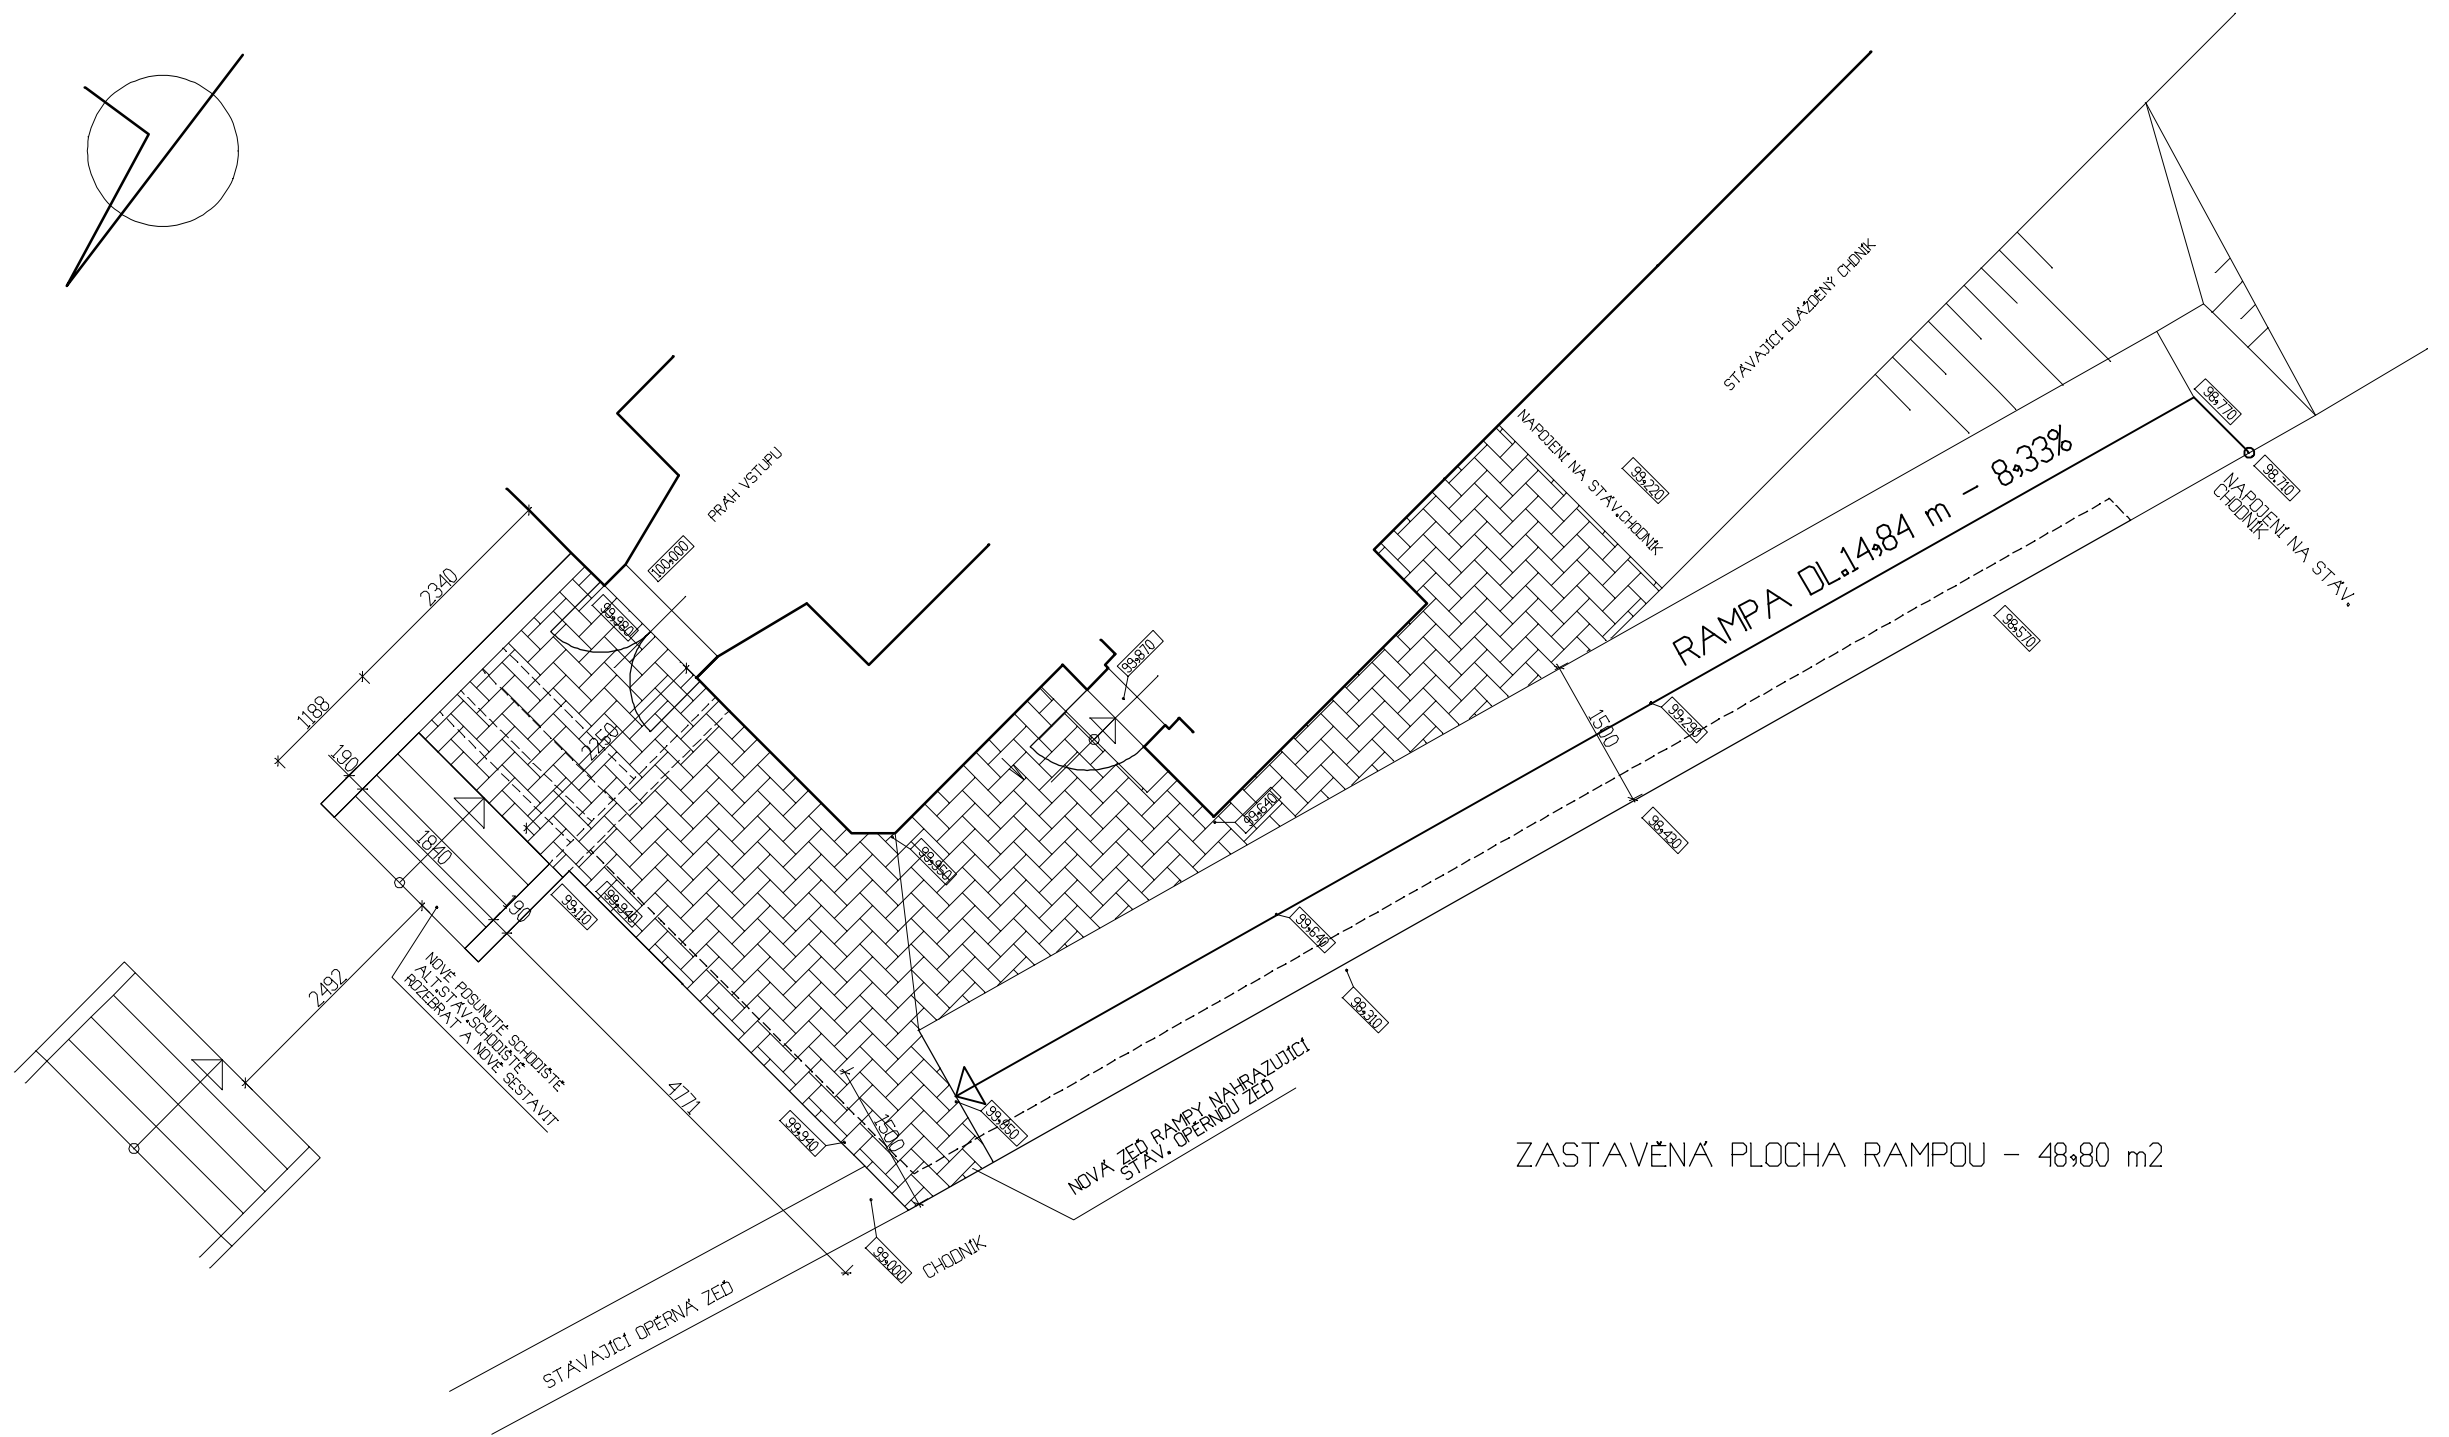 STÁVAJÍCÍ DLÁŽDĚNÝ CHODNÍK
98,770
NAPOJENÍ NA STÁV.CHODNÍK
99,220
RAMPA DL.14,84 m - 8,33%
98,710
NAPOJENÍ NA STÁV.
CHODNÍK
PRÁH VSTUPU
100,000
2340
99,980
98,570
99,870
1188
2250
190
99,290
1500
99,640
98,430
1840
99,950
190
99,110
99,940
99,640
2492
NOVÉ POSUNUTÉ SCHODIŠTĚ
ALT.STÁV.SCHODIŠTĚ
ROZEBRAT A NOVĚ SESTAVIT
98,310
4771
99,940
1500
99,850
NOVÁ ZEĎ RAMPY NAHRAZUJÍCÍ
STÁV. OPĚRNOU ZEĎ
ZASTAVĚNÁ PLOCHA RAMPOU - 48,80 m2
99,000
CHODNÍK
STÁVAJÍCÍ OPĚRNÁ ZEĎ